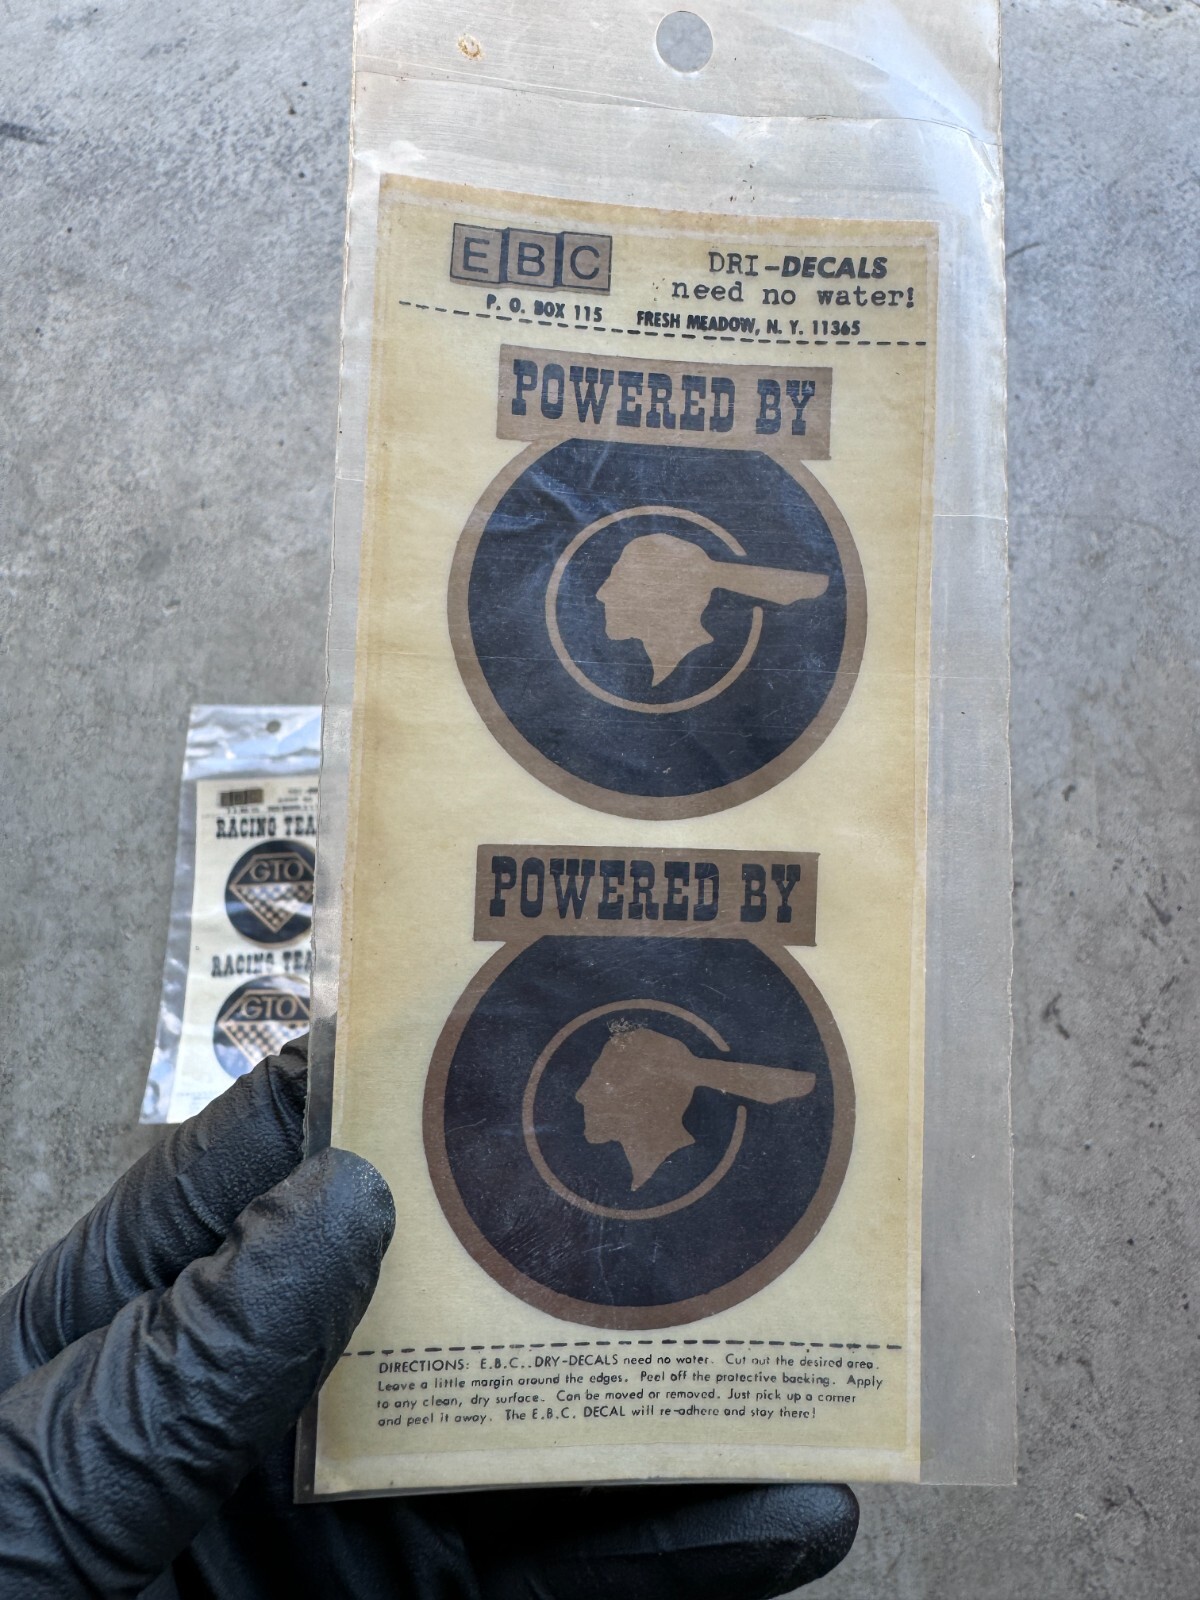 EBC
DRI-DECALS
need no water!
P. O. BOX 115 FRESH MEADOW, N. Y. 11365
POWERED BY
POWERED BY
DIRECTIONS: E.B.C.. DRY-DECALS need no water. Cut out the desired area.
Leave a little margin around the edges. Peel off the protective backing. Apply
to any clean, dry surface. Can be moved or removed. Just pick up a corner
and peel it away. The E.B.C. DECAL will re-adhere and stay there!
RACING TEA
GTO
RACING TEA
GTO